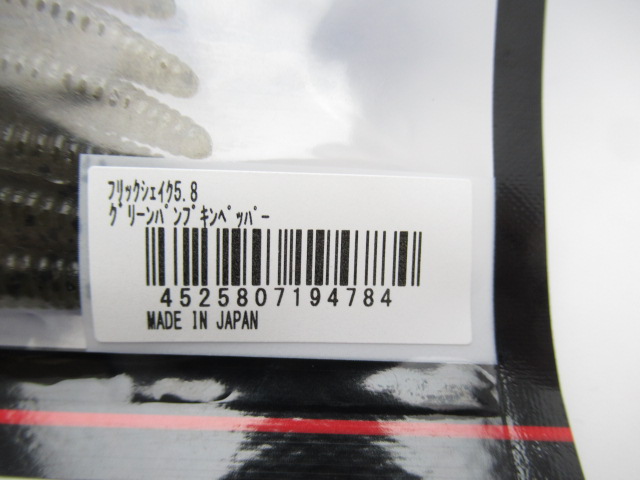 ﾌﾘｯｸｼｪｲｸ5.8
ｸﾞﾘｰﾝﾊﾟﾝﾌﾟｷﾝﾍﾟｯﾊﾟｰ
4525807194784
MADE IN JAPAN